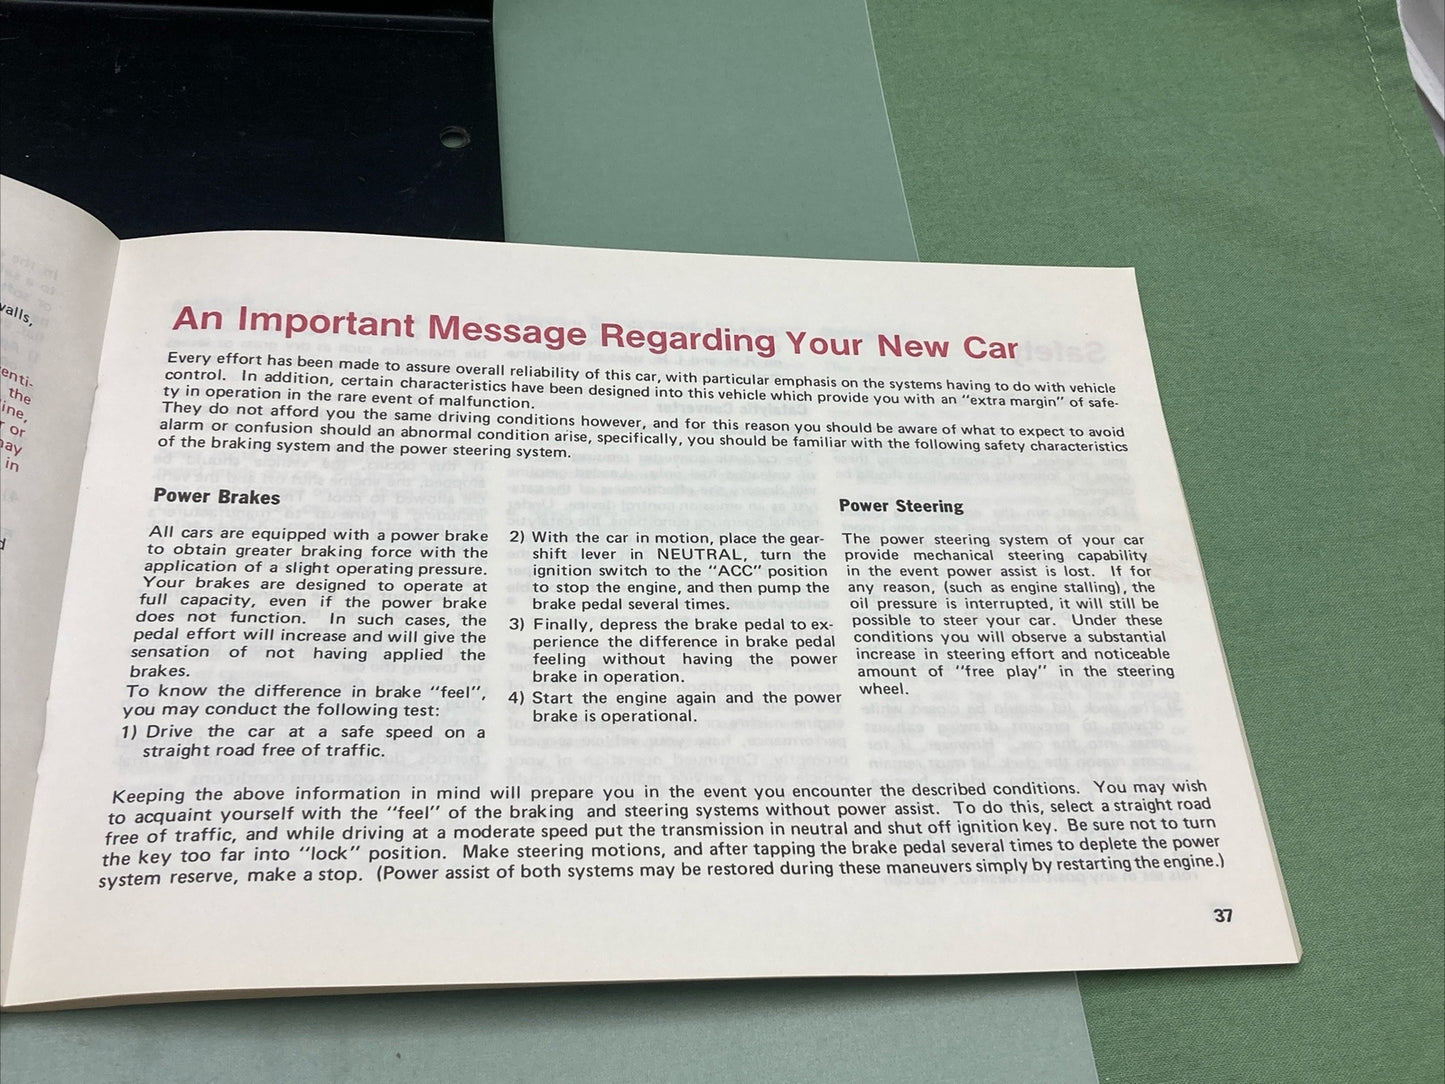 valls,
enti-
the
ine,
or
may
in
An Important Message Regarding Your New Car
Every effort has been made to assure overall reliability of this car, with particular emphasis on the systems having to do with vehicle
control. In addition, certain characteristics have been designed into this vehicle which provide you with an “extra margin” of safe-
ty in operation in the rare event of malfunction.
They do not afford you the same driving conditions however, and for this reason you should be aware of what to expect to avoid
alarm or confusion should an abnormal condition arise, specifically, you should be familiar with the following safety characteristics
of the braking system and the power steering system.
Power Brakes
All cars are equipped with a power brake
to obtain greater braking force with the
application of a slight operating pressure.
Your brakes are designed to operate at
full capacity, even if the power brake
does not function. In such cases, the
pedal effort will increase and will give the
sensation of not having applied the
brakes.
To know the difference in brake “feel”,
you may conduct the following test:
1) Drive the car at a safe speed on a
straight road free of traffic.
2) With the car in motion, place the gear-
shift lever in NEUTRAL, turn the
ignition switch to the “ACC” position
to stop the engine, and then pump the
brake pedal several times.
3) Finally, depress the brake pedal to ex-
perience the difference in brake pedal
feeling without having the power
brake in operation.
4) Start the engine again and the power
brake is operational.
Power Steering
The power steering system of your car
provide mechanical steering capability
in the event power assist is lost. If for
any reason, (such as engine stalling), the
oil pressure is interrupted, it will still be
possible to steer your car. Under these
conditions you will observe a substantial
increase in steering effort and noticeable
amount of “free play” in the steering
wheel.
Keeping the above information in mind will prepare you in the event you encounter the described conditions. You may wish
to acquaint yourself with the “feel” of the braking and steering systems without power assist. To do this, select a straight road
free of traffic, and while driving at a moderate speed put the transmission in neutral and shut off ignition key. Be sure not to turn
the key too far into “lock” position. Make steering motions, and after tapping the brake pedal several times to deplete the power
system reserve, make a stop. (Power assist of both systems may be restored during these maneuvers simply by restarting the engine.)
37